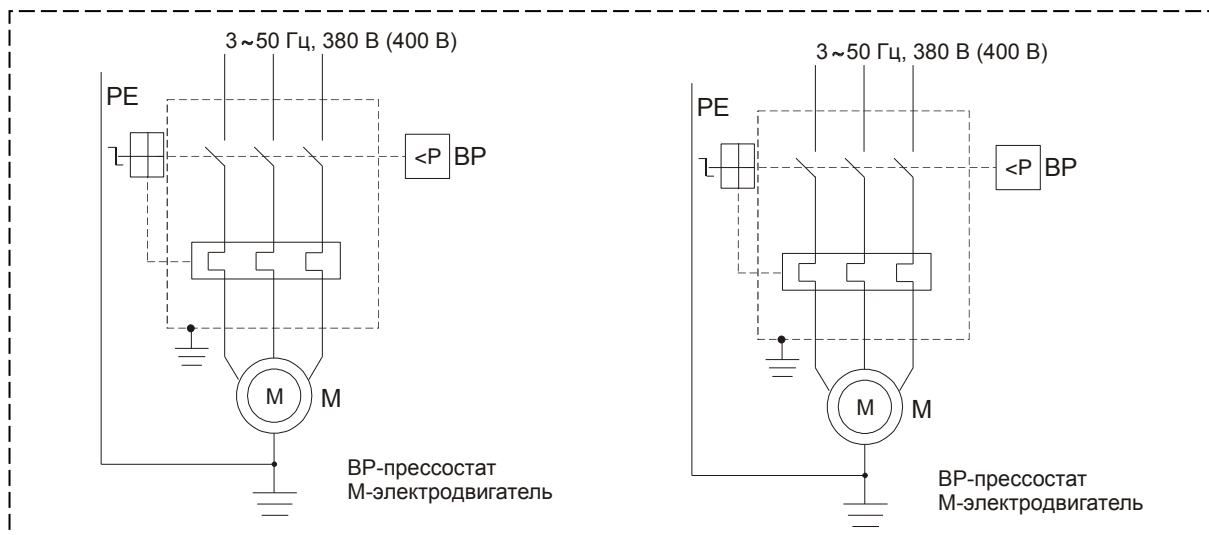 3~50 Гц, 380 В (400 В)
PE
<P BP
M M
BP-прессостат
М-электродвигатель
3~50 Гц, 380 В (400 В)
PE
<P BP
M M
BP-прессостат
М-электродвигатель